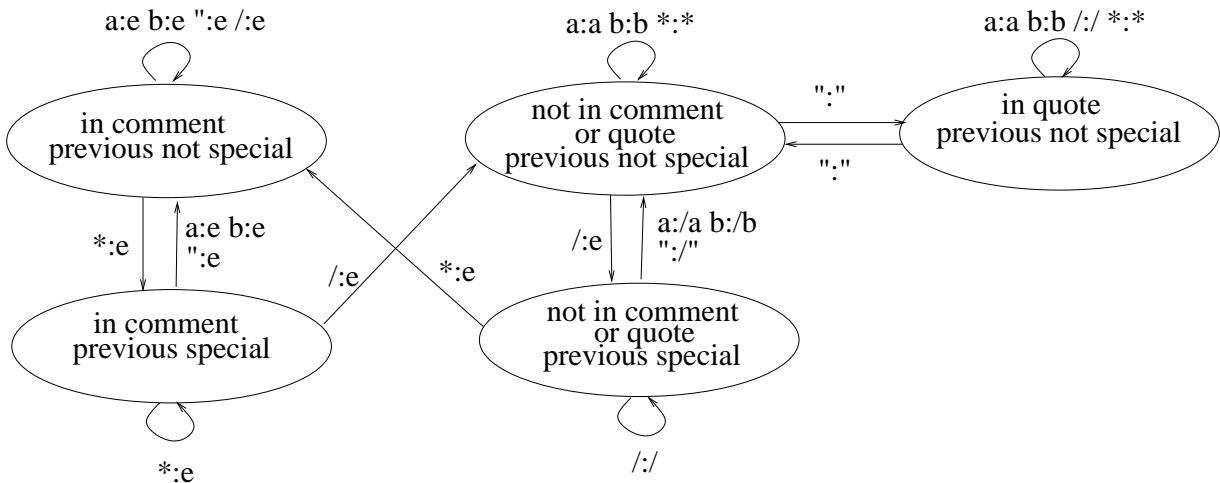 a:e b:e ":e /:e
in comment
previous not special
a:a b:b *:*
not in comment
or quote
previous not special
":"
":"
a:a b:b /:/ *:*
in quote
previous not special
*:e
a:e b:e
":e
/:e
*:e
/:e
a:/a b:/b
":/"
in comment
previous special
*:e
not in comment
or quote
previous special
/:/